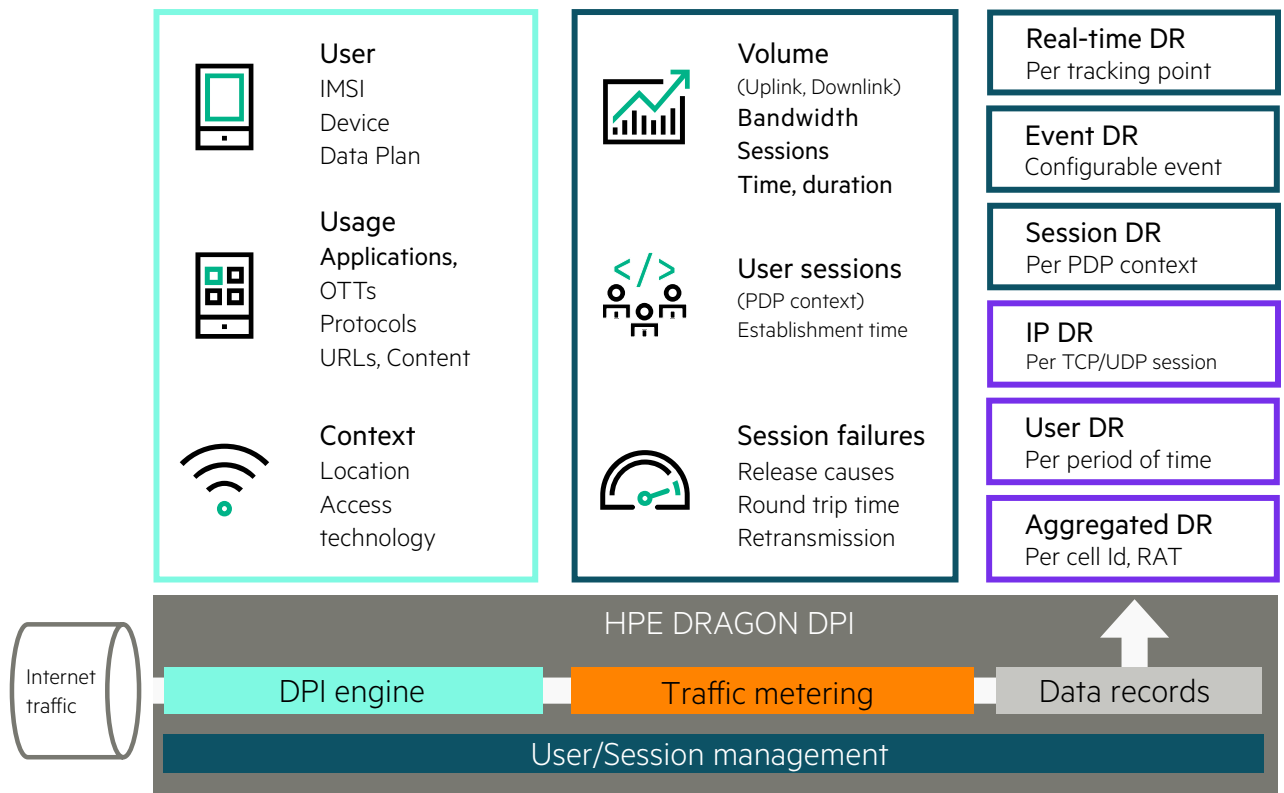 User
IMSI
Device
Data Plan
Usage
Applications,
OTTs
Protocols
URLs, Content
Context
Location
Access
technology
Volume
(Uplink, Downlink)
Bandwidth
Sessions
Time, duration
</>
User sessions
(PDP context)
Establishment time
Session failures
Release causes
Round trip time
Retransmission
Real-time DR
Per tracking point
Event DR
Configurable event
Session DR
Per PDP context
IP DR
Per TCP/UDP session
User DR
Per period of time
Aggregated DR
Per cell Id, RAT
HPE DRAGON DPI
Internet
traffic
DPI engine
Traffic metering
Data records
User/Session management